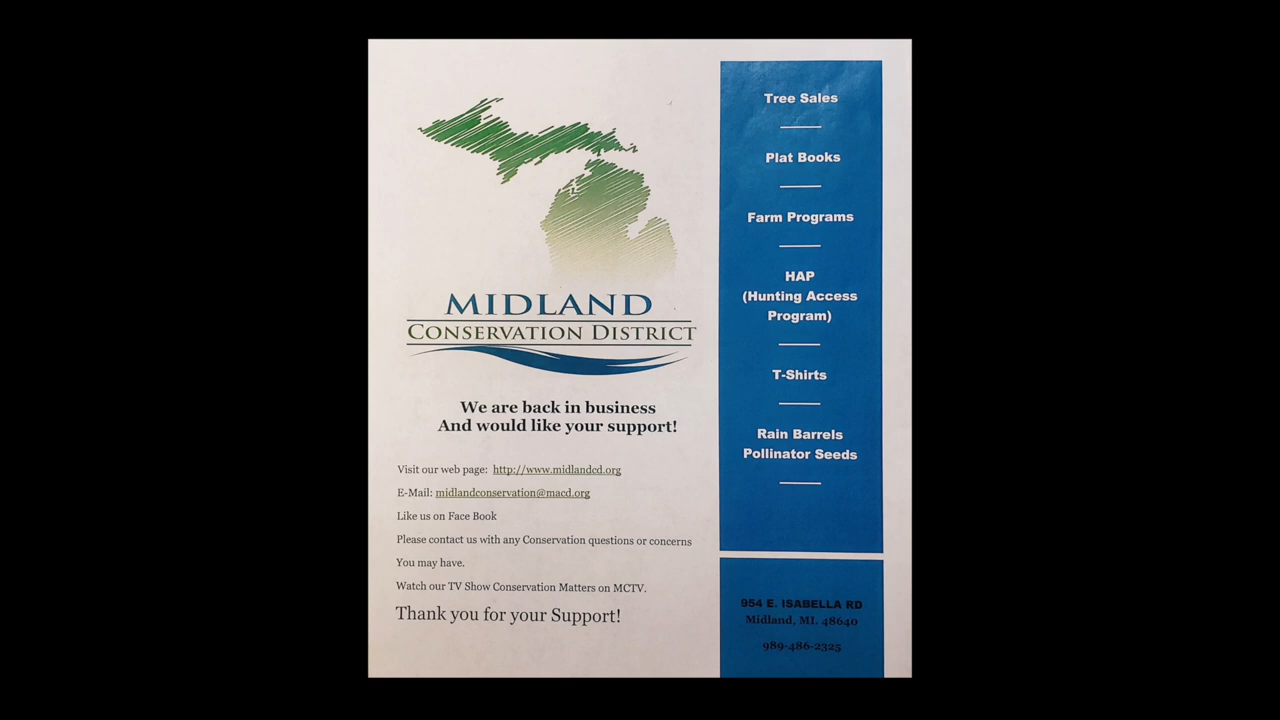 MIDLAND
CONSERVATION DISTRICT
We are back in business
And would like your support!
Visit our web page: http://www.midlandcd.org
E-Mail: midlandconservation@macd.org
Like us on Face Book
Please contact us with any Conservation questions or concerns
You may have.
Watch our TV Show Conservation Matters on MCTV.
Thank you for your Support!
Tree Sales
Plat Books
Farm Programs
HAP
(Hunting Access
Program)
T-Shirts
Rain Barrels
Pollinator Seeds
954 E. ISABELLA RD
Midland, MI. 48640
989-486-2325